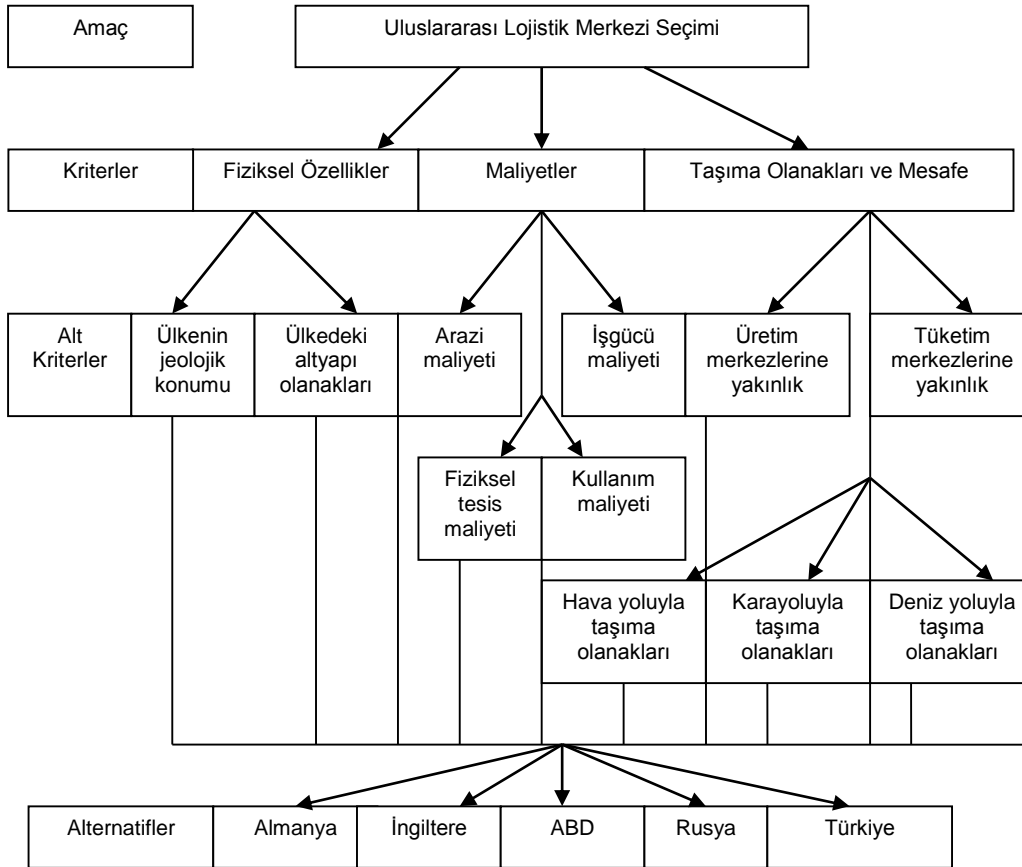 Amaç
Uluslararası Lojistik Merkezi Seçimi
Kriterler
Fiziksel Özellikler
Maliyetler
Taşıma Olanakları ve Mesafe
Alt
Kriterler
Ülkenin
jeolojik
konumu
Ülkedeki
altyapı
olanakları
Arazi
maliyeti
İşgücü
maliyeti
Üretim
merkezlerine
yakınlık
Tüketim
merkezlerine
yakınlık
Fiziksel
tesis
maliyeti
Kullanım
maliyeti
Hava yoluyla
taşıma
olanakları
Karayoluyla
taşıma
olanakları
Deniz yoluyla
taşıma
olanakları
Alternatifler
Almanya
İngiltere
ABD
Rusya
Türkiye